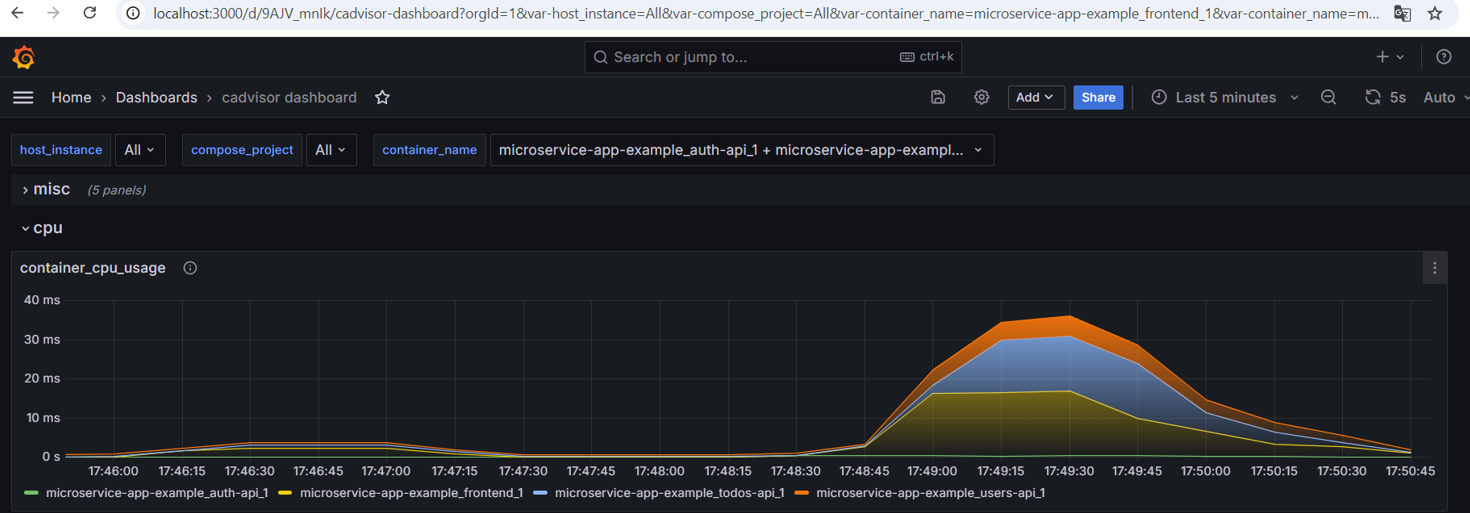 localhost:3000/d/9AJV_mnIk/cadvisor-dashboard?orgId=1&var-host_instance=All&var-compose_project=All&var-container_name=microservice-app-example_frontend_1&var-container_name=m...
Search or jump to... ctrl+k
Home › Dashboards › cadvisor dashboard Add Share Last 5 minutes 5s Auto
host_instance All compose_project All container_name microservice-app-example_auth-api_1 + microservice-app-exampl...
misc (5 panels)
cpu
container_cpu_usage
40 ms
30 ms
20 ms
10 ms
0 s
17:46:00 17:46:15 17:46:30 17:46:45 17:47:00 17:47:15 17:47:30 17:47:45 17:48:00 17:48:15 17:48:30 17:48:45 17:49:00 17:49:15 17:49:30 17:49:45 17:50:00 17:50:15 17:50:30 17:50:45
microservice-app-example_auth-api_1 microservice-app-example_frontend_1 microservice-app-example_todos-api_1 microservice-app-example_users-api_1